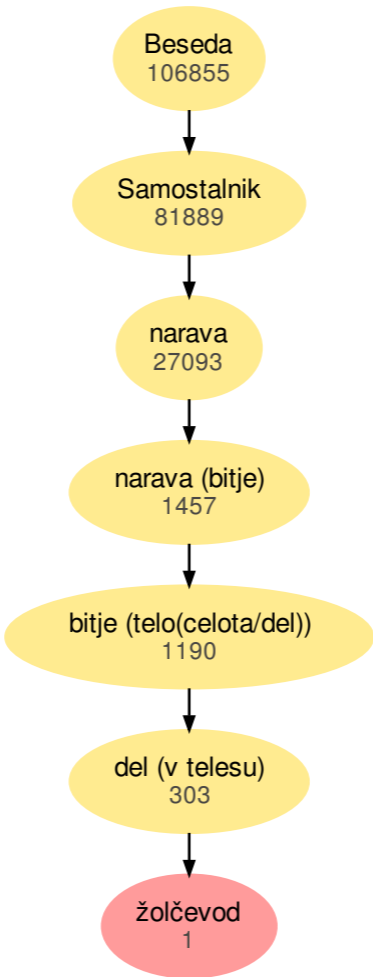 Beseda
106855
Samostalnik
81889
narava
27093
narava (bitje)
1457
bitje (telo(celota/del))
1190
del (v telesu)
303
žolčevod
1